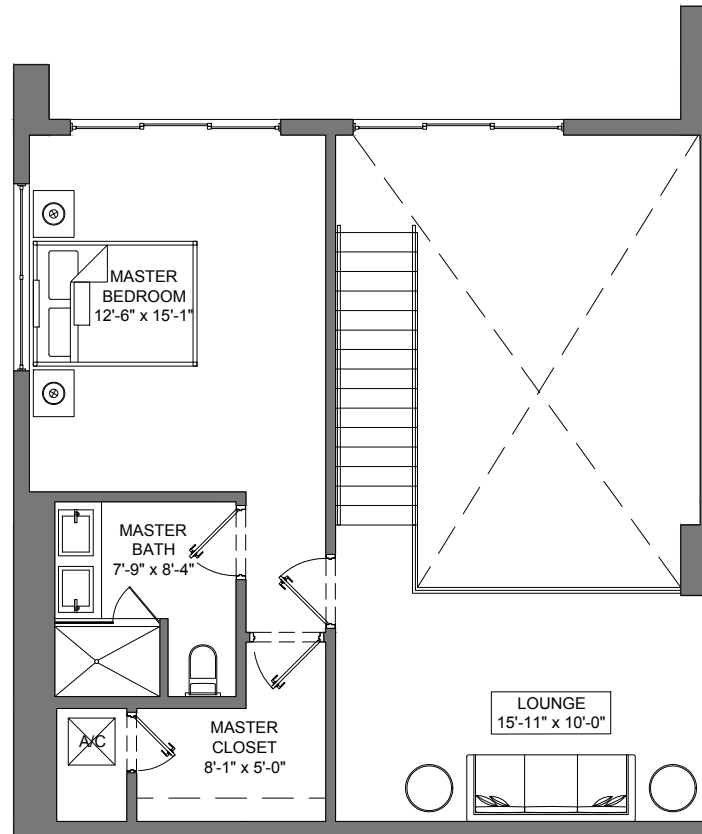 MASTER
BEDROOM
12'-6" x 15'-1"
MASTER
BATH
7'-9" x 8'-4"
LOUNGE
15'-11" x 10'-0"
A/C
MASTER
CLOSET
8'-1" x 5'-0"